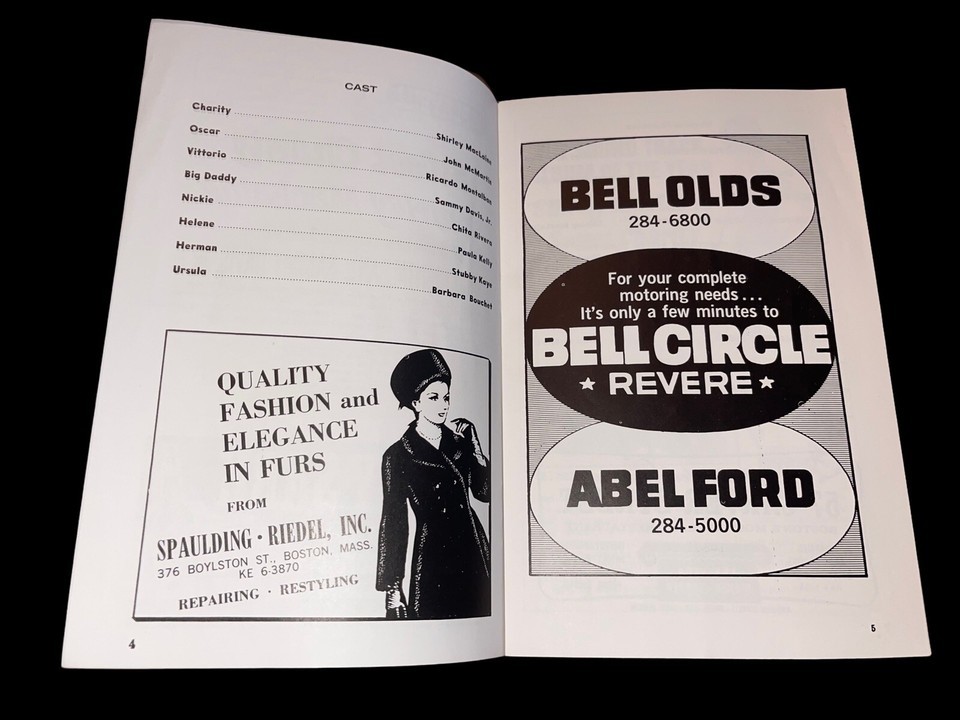 CAST
Charity Shirley MacLaine
Oscar John McMartin
Vittorio Ricardo Montalban
Big Daddy Sammy Davis, Jr.
Nickie Chita Rivera
Helene Paula Kelly
Herman Stubby Kaye
Ursula Barbara Bouchet
QUALITY
FASHION and
ELEGANCE
IN FURS
FROM
SPAULDING · RIEDEL, INC.
376 BOYLSTON ST., BOSTON, MASS.
KE 6-3870
REPAIRING · RESTYLING
4
BELL OLDS
284-6800
For your complete
motoring needs...
It's only a few minutes to
BELL CIRCLE
★ REVERE ★
ABEL FORD
284-5000
5